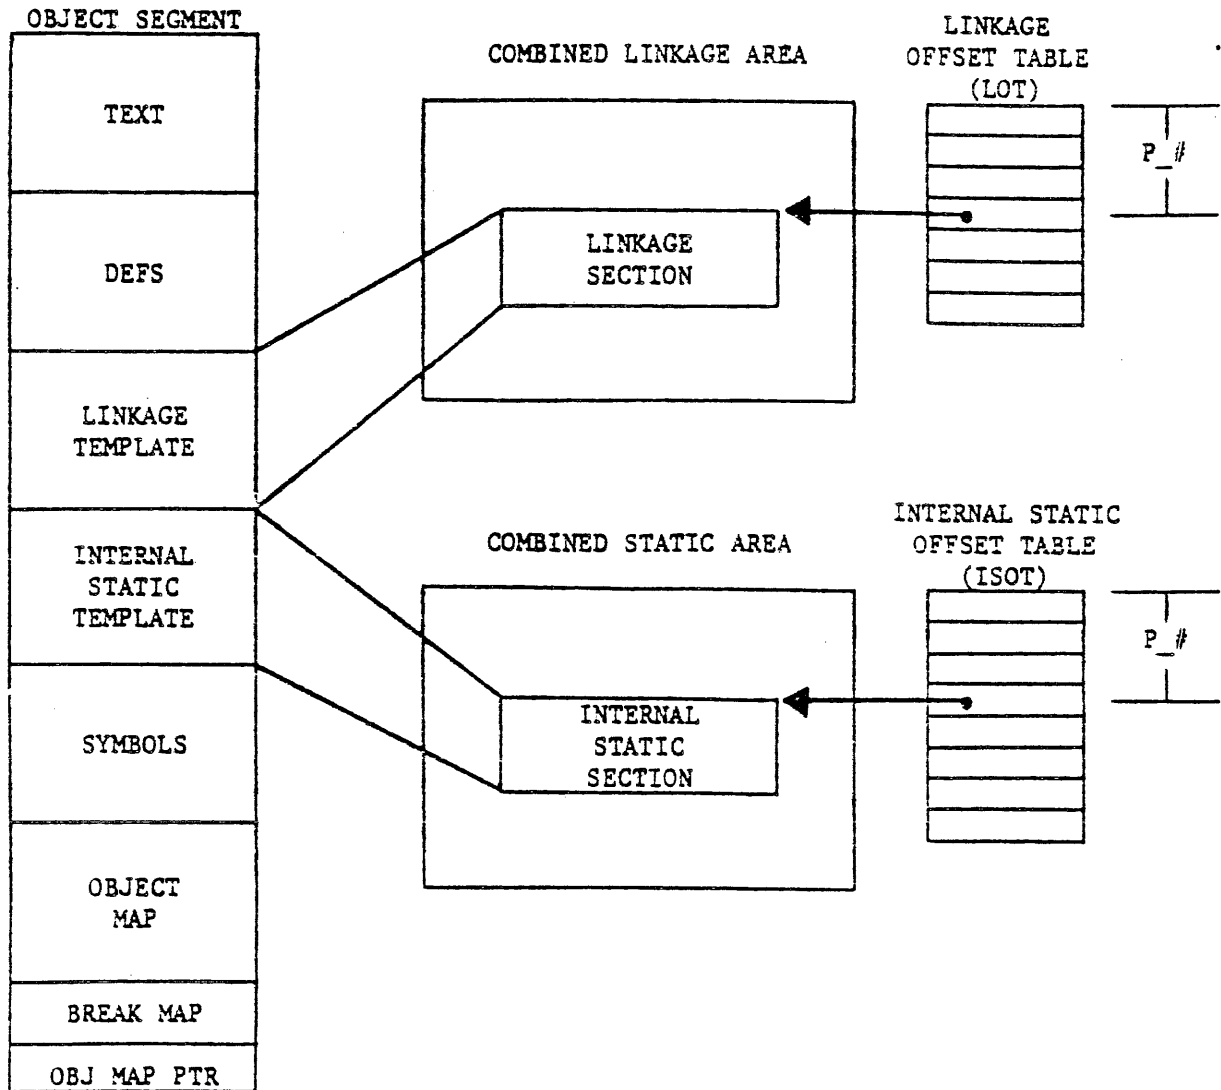 OBJECT SEGMENT
TEXT
DEFS
LINKAGE
TEMPLATE
INTERNAL
STATIC
TEMPLATE
SYMBOLS
OBJECT
MAP
BREAK MAP
OBJ MAP PTR
COMBINED LINKAGE AREA
LINKAGE
SECTION
LINKAGE
OFFSET TABLE
(LOT)
P_#
COMBINED STATIC AREA
INTERNAL
STATIC
SECTION
INTERNAL STATIC
OFFSET TABLE
(ISOT)
P_#